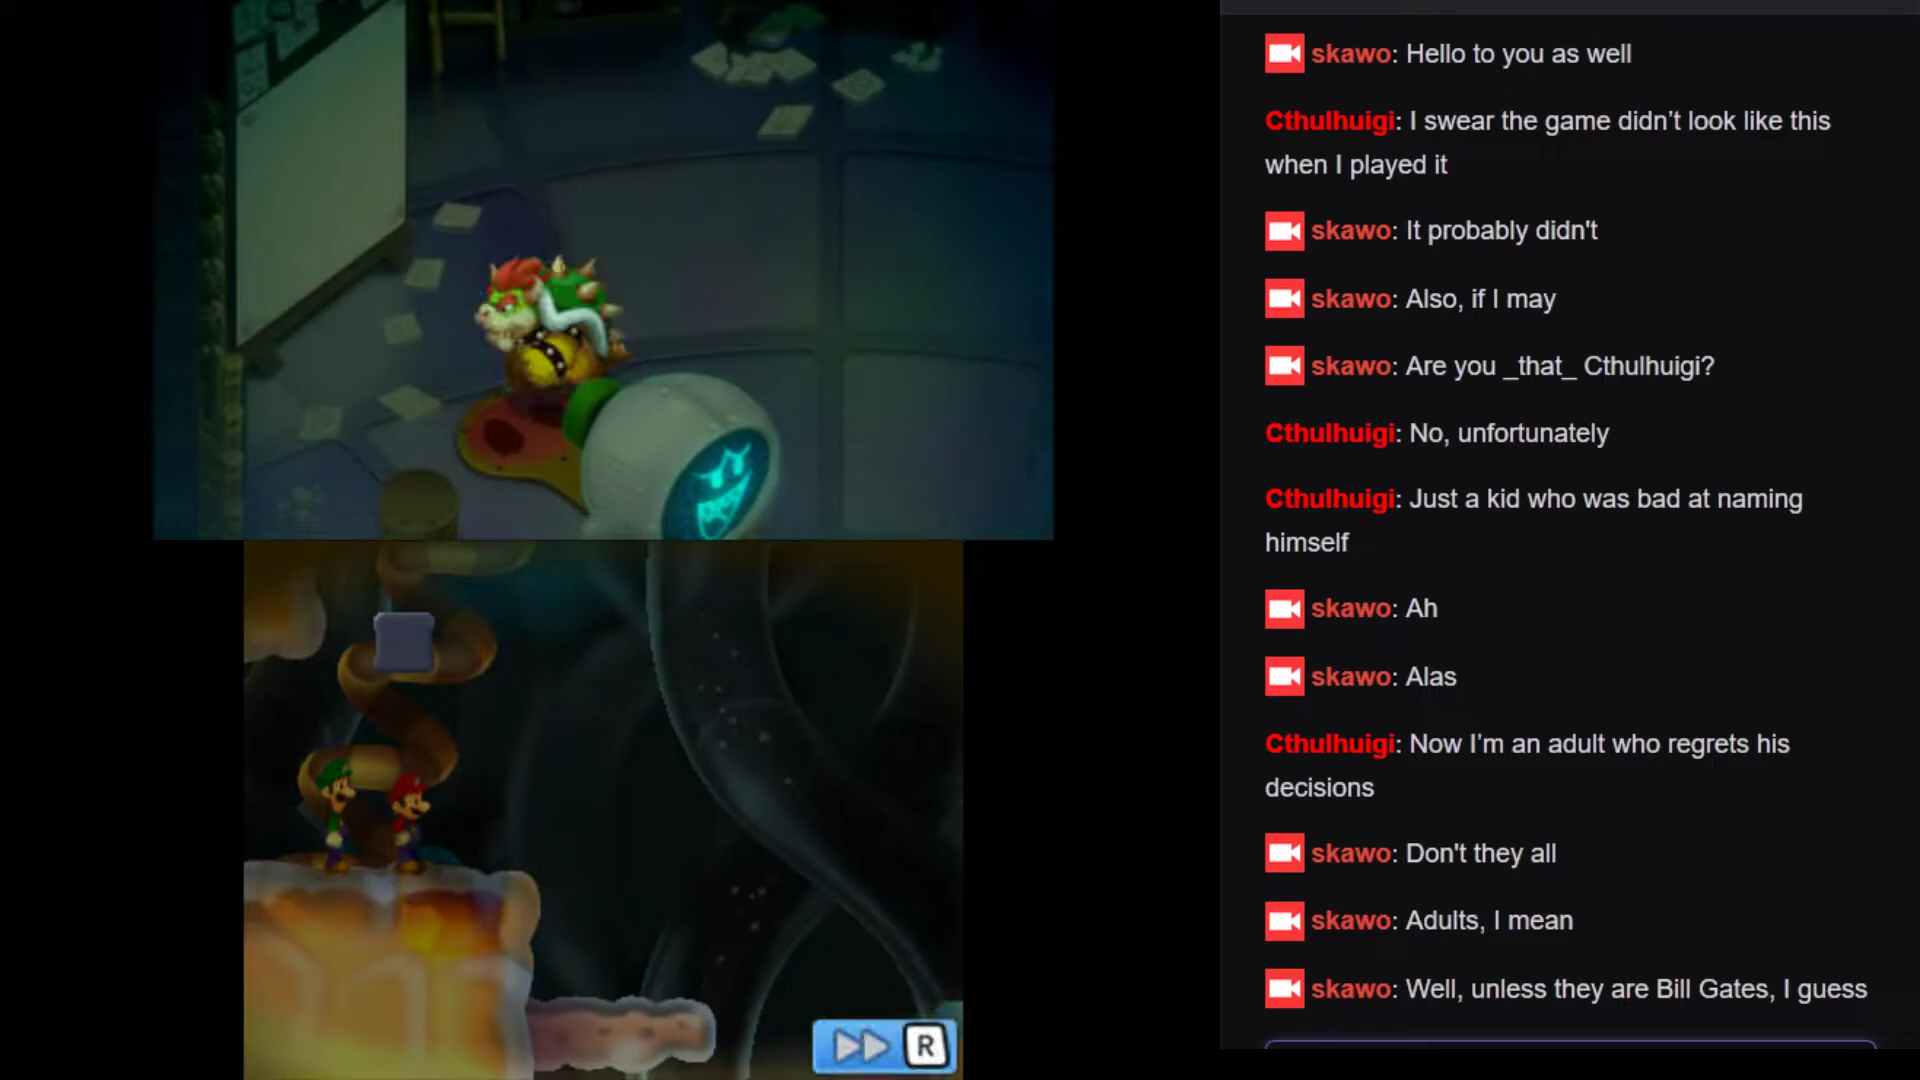 skawo: Hello to you as well
Cthulhuigi: I swear the game didn’t look like this
when I played it
skawo: It probably didn't
skawo: Also, if I may
skawo: Are you _that_ Cthulhuigi?
Cthulhuigi: No, unfortunately
Cthulhuigi: Just a kid who was bad at naming
himself
skawo: Ah
skawo: Alas
Cthulhuigi: Now I’m an adult who regrets his
decisions
skawo: Don't they all
skawo: Adults, I mean
skawo: Well, unless they are Bill Gates, I guess
R